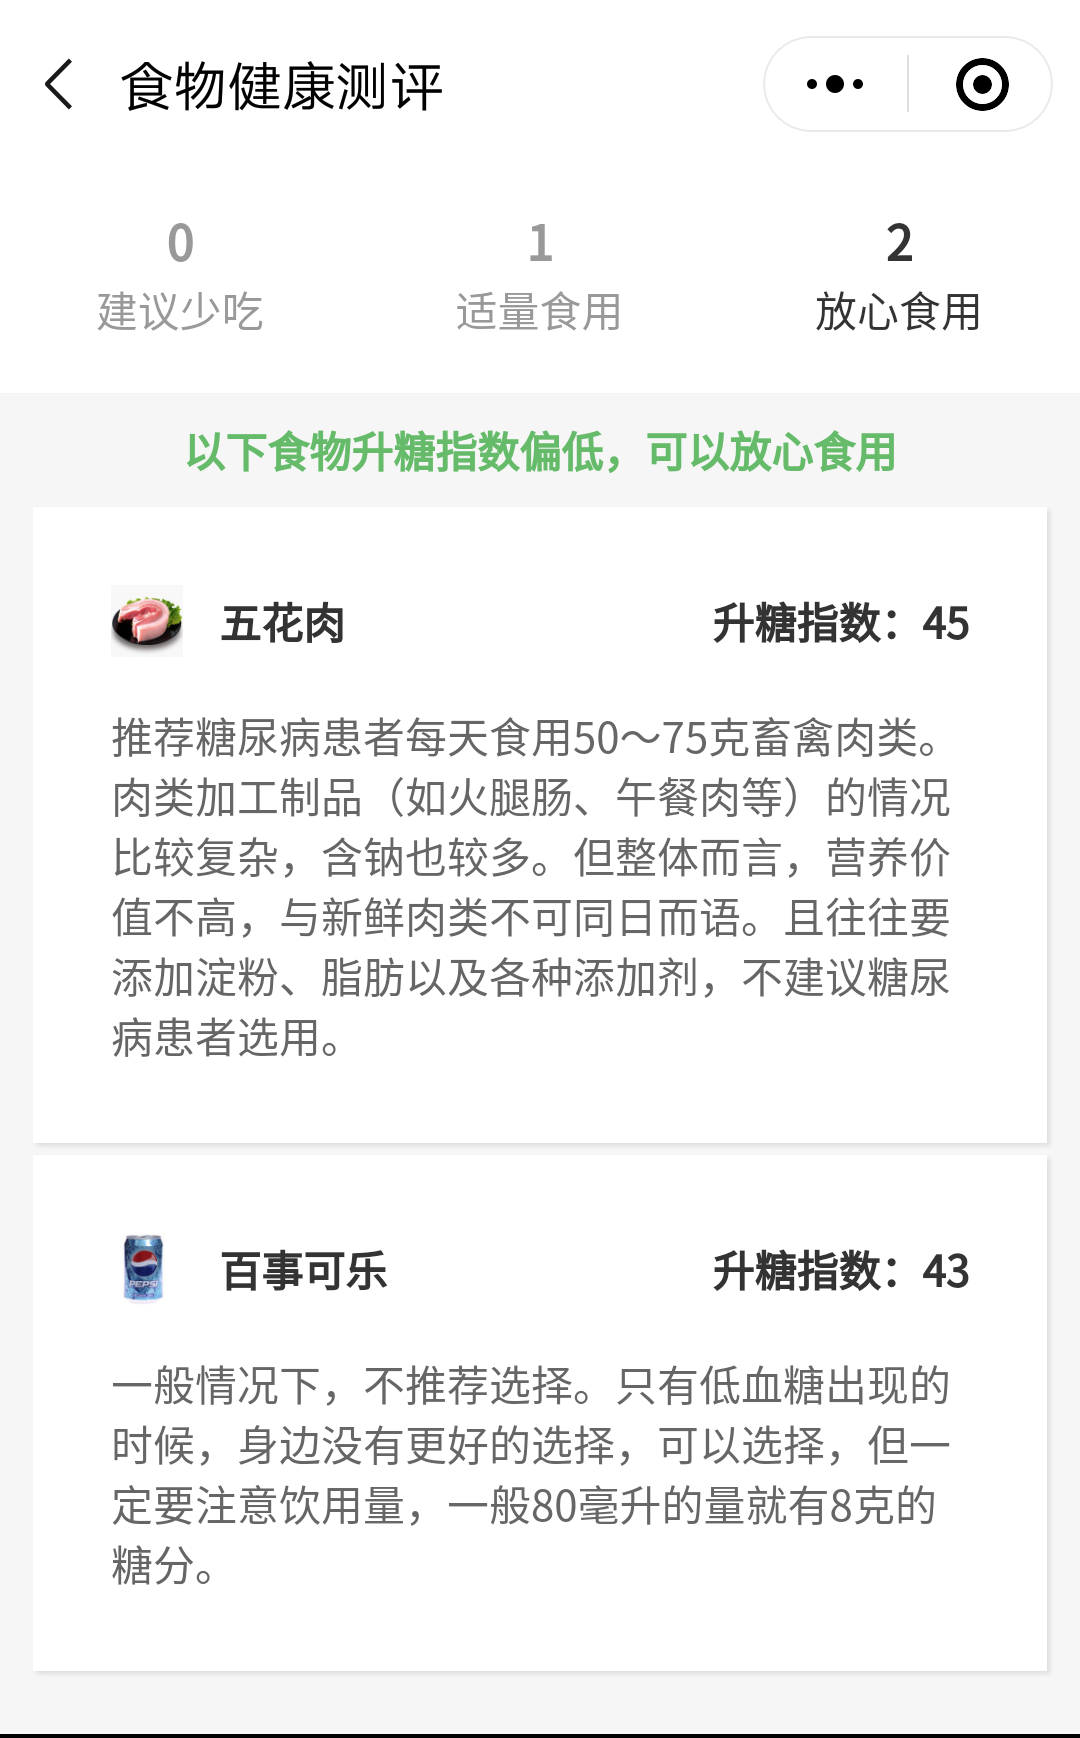 食物健康测评
0
建议少吃
1
适量食用
2
放心食用
以下食物升糖指数偏低，可以放心食用
五花肉
升糖指数：45
推荐糖尿病患者每天食用50～75克畜禽肉类。
肉类加工制品（如火腿肠、午餐肉等）的情况
比较复杂，含钠也较多。但整体而言，营养价
值不高，与新鲜肉类不可同日而语。且往往要
添加淀粉、脂肪以及各种添加剂，不建议糖尿
病患者选用。
PEPSI
百事可乐
升糖指数：43
一般情况下，不推荐选择。只有低血糖出现的
时候，身边没有更好的选择，可以选择，但一
定要注意饮用量，一般80毫升的量就有8克的
糖分。